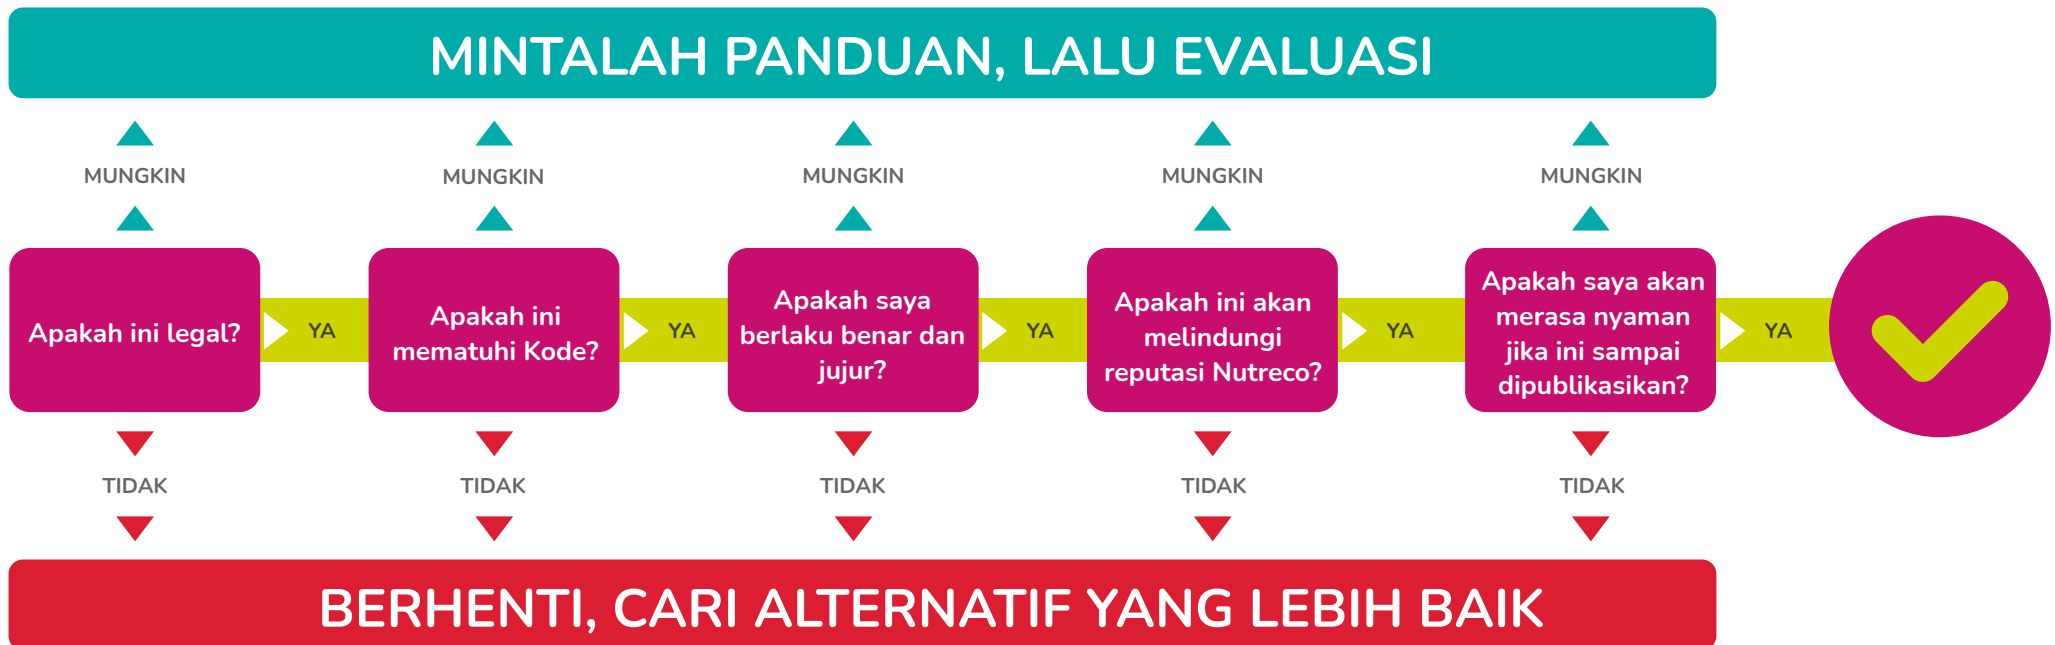 MINTALAH PANDUAN, LALU EVALUASI
MUNGKIN
MUNGKIN
MUNGKIN
MUNGKIN
MUNGKIN
Apakah ini legal?
YA
Apakah ini
mematuhi Kode?
YA
Apakah saya
berlaku benar dan
jujur?
YA
Apakah ini akan
melindungi
reputasi Nutreco?
YA
Apakah saya akan
merasa nyaman
jika ini sampai
dipublikasikan?
YA
TIDAK
TIDAK
TIDAK
TIDAK
TIDAK
BERHENTI, CARI ALTERNATIF YANG LEBIH BAIK